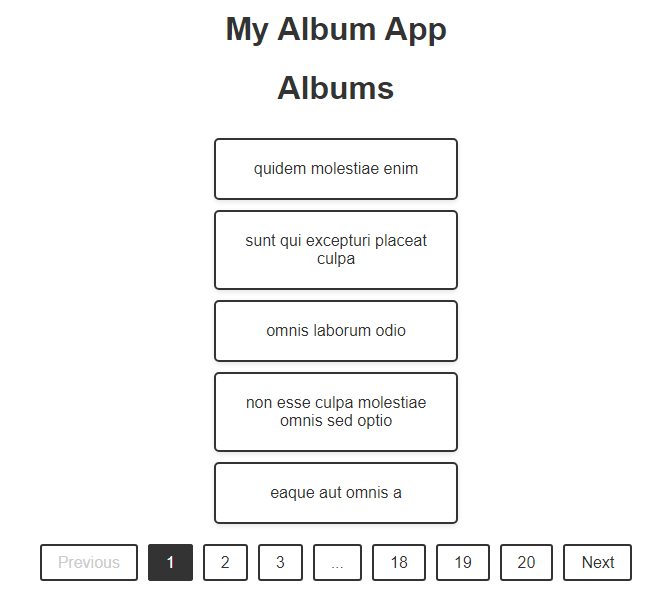 My Album App
Albums
quidem molestiae enim
sunt qui excepturi placeat
culpa
omnis laborum odio
non esse culpa molestiae
omnis sed optio
eaque aut omnis a
Previous 1 2 3 ... 18 19 20 Next